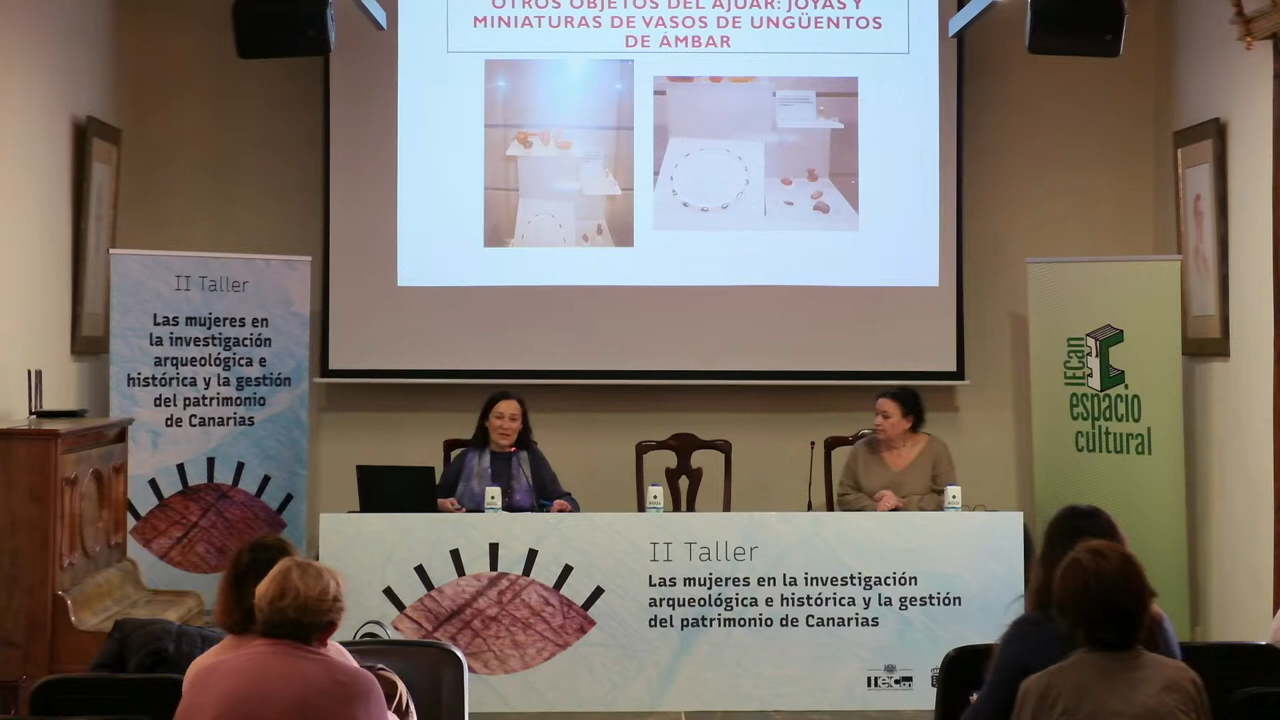 OTROS OBJETOS DEL AJUAR: JOYAS Y
MINIATURAS DE VASOS DE UNGÜENTOS
DE ÁMBAR
II Taller
Las mujeres en
la investigación
arqueológica e
histórica y la gestión
del patrimonio
de Canarias
IECan
espacio
cultural
II Taller
Las mujeres en la investigación
arqueológica e histórica y la gestión
del patrimonio de Canarias